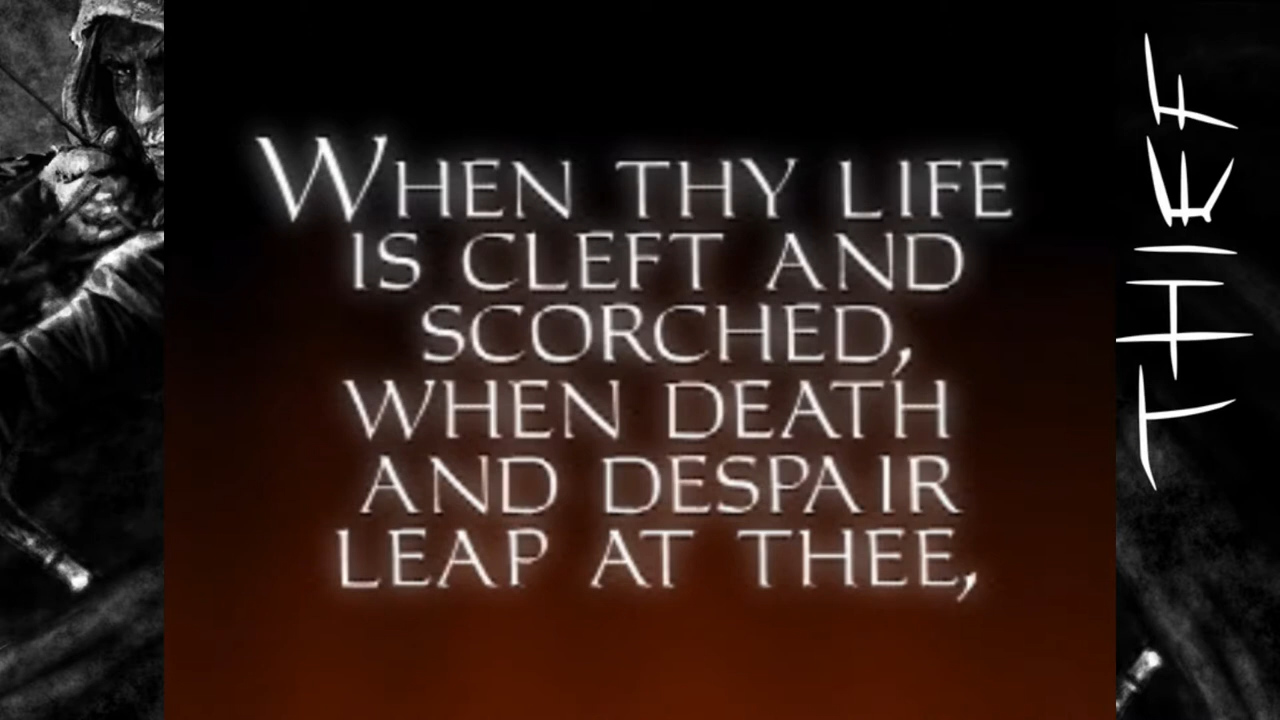 WHEN THY LIFE
IS CLEFT AND
SCORCHED,
WHEN DEATH
AND DESPAIR
LEAP AT THEE,
THIEF